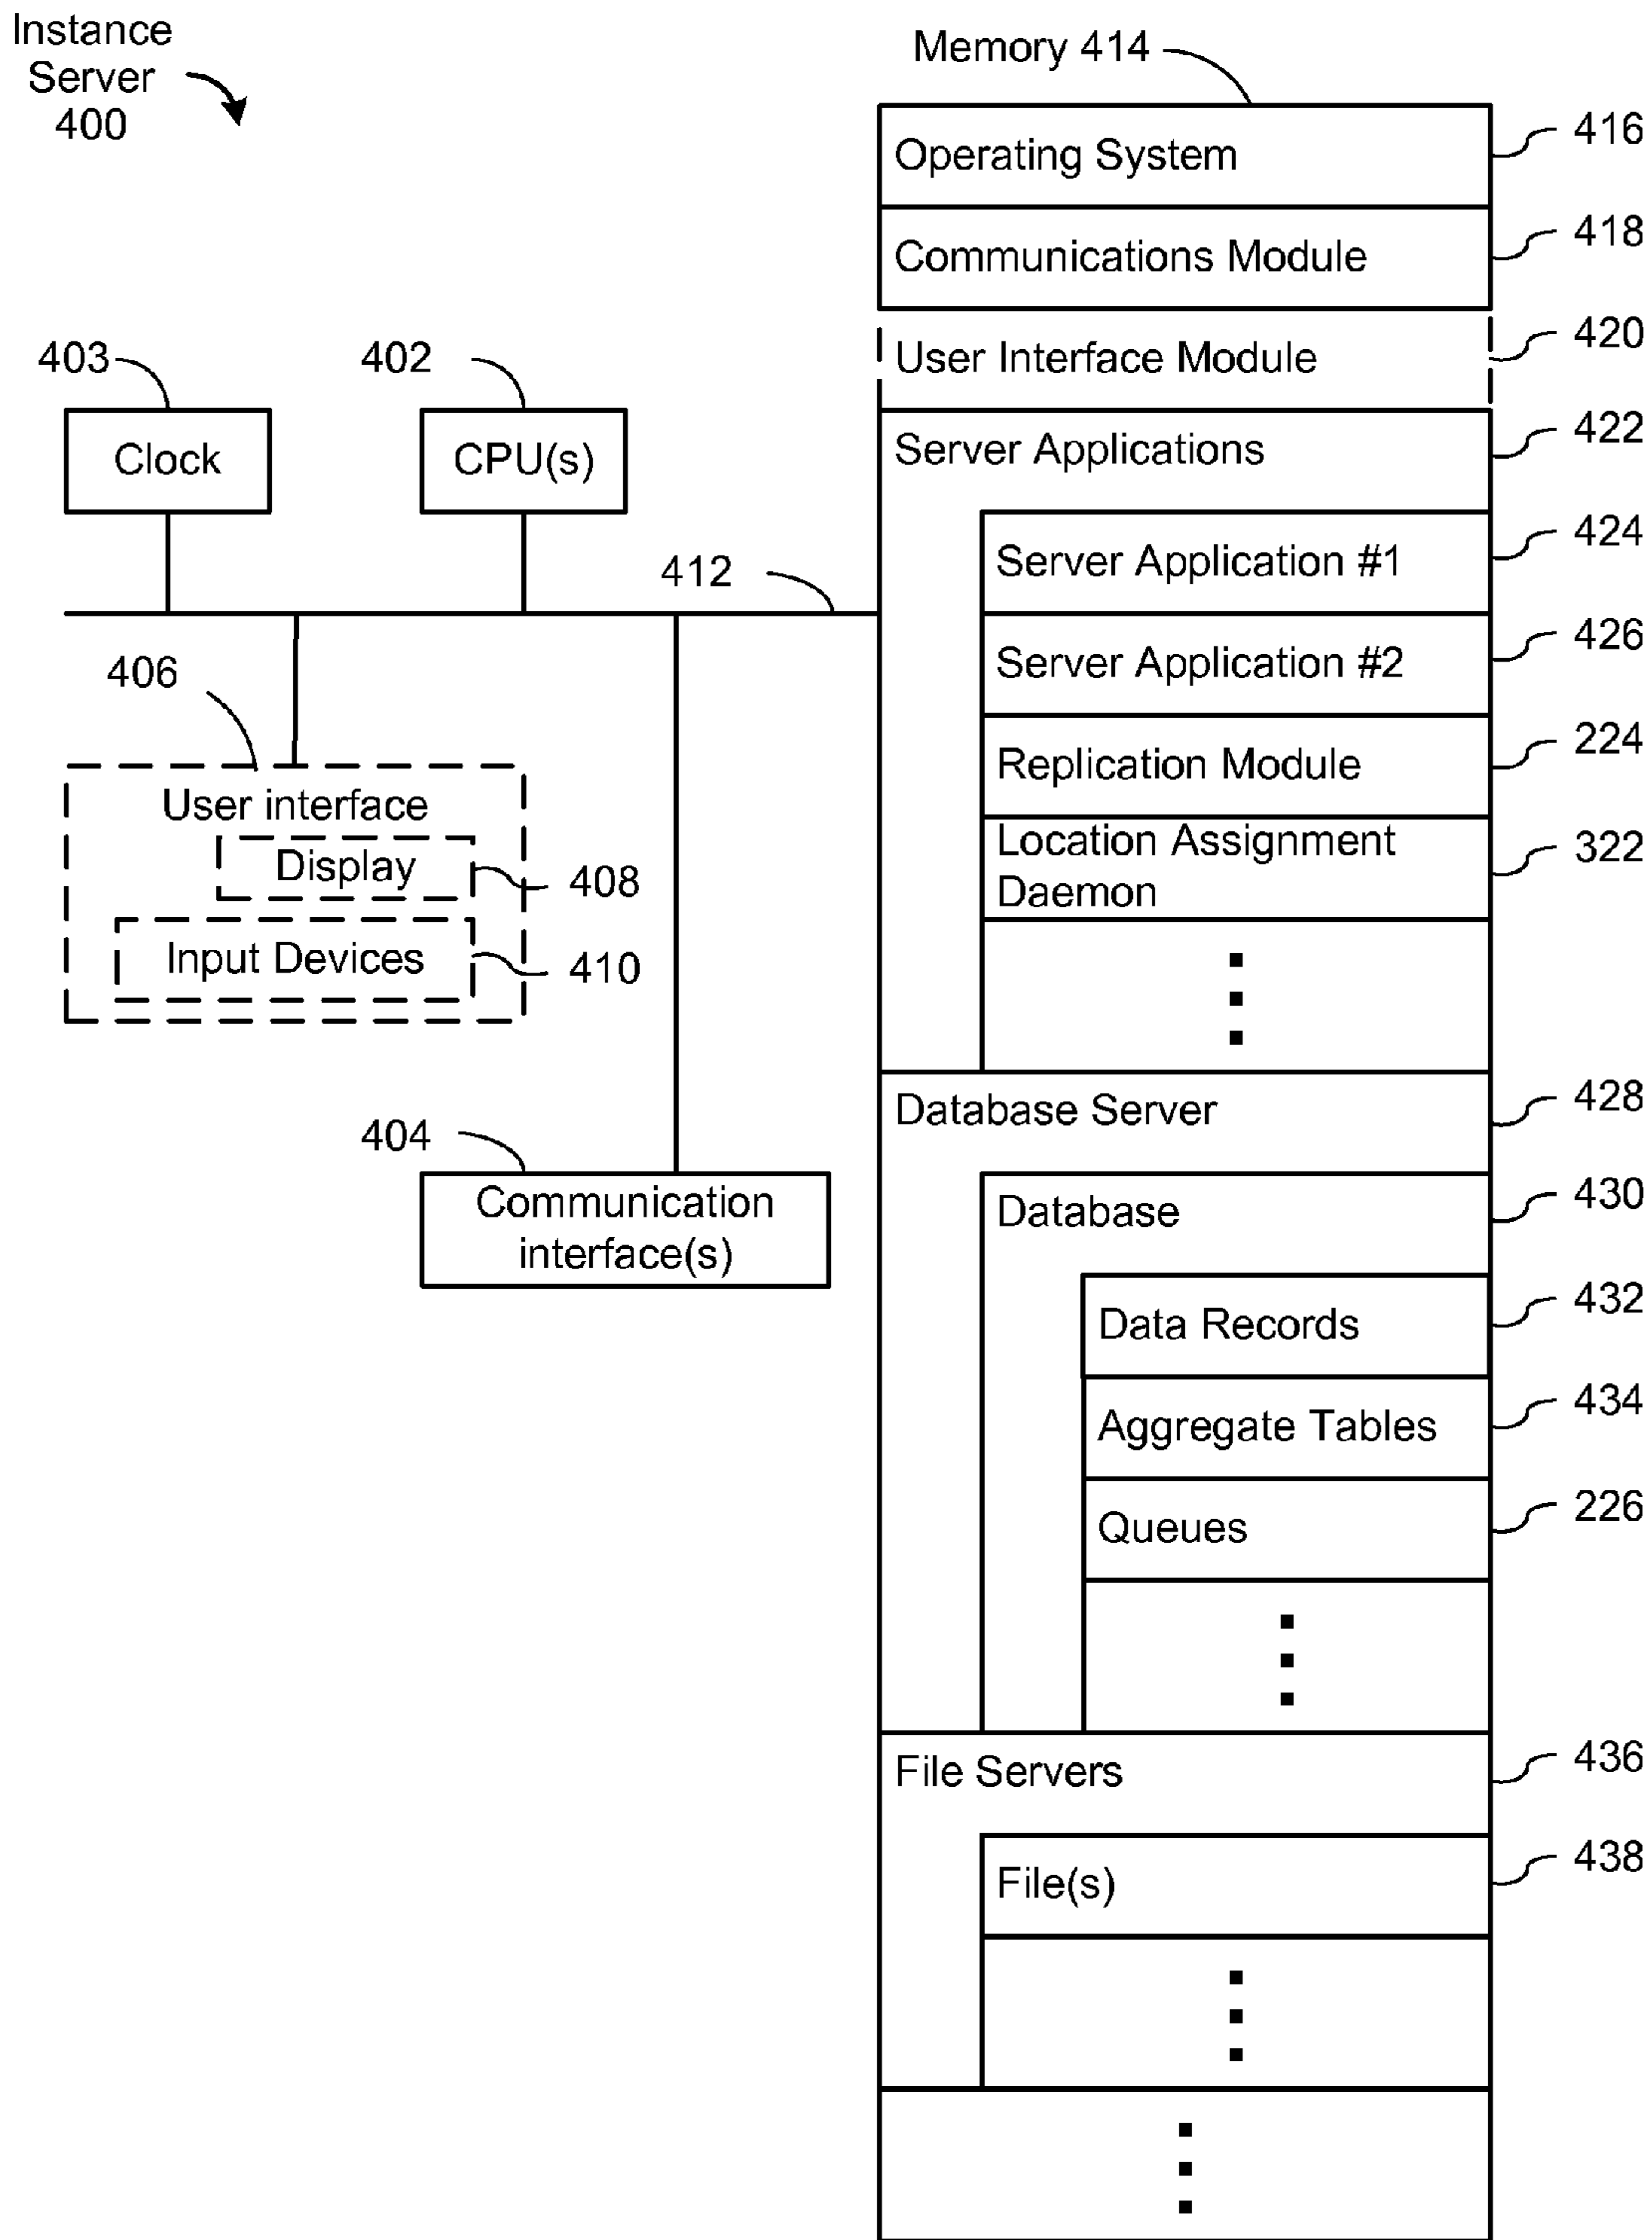 Instance
Server
400
Memory 414
Operating System
416
Communications Module
418
User Interface Module
420
403
402
Clock
CPU(s)
Server Applications
422
Server Application #1
424
412
Server Application #2
426
406
Replication Module
224
User interface
Display
408
Input Devices
410
Location Assignment
Daemon
322
Database Server
428
404
Communication
interface(s)
Database
430
Data Records
432
Aggregate Tables
434
Queues
226
File Servers
436
File(s)
438